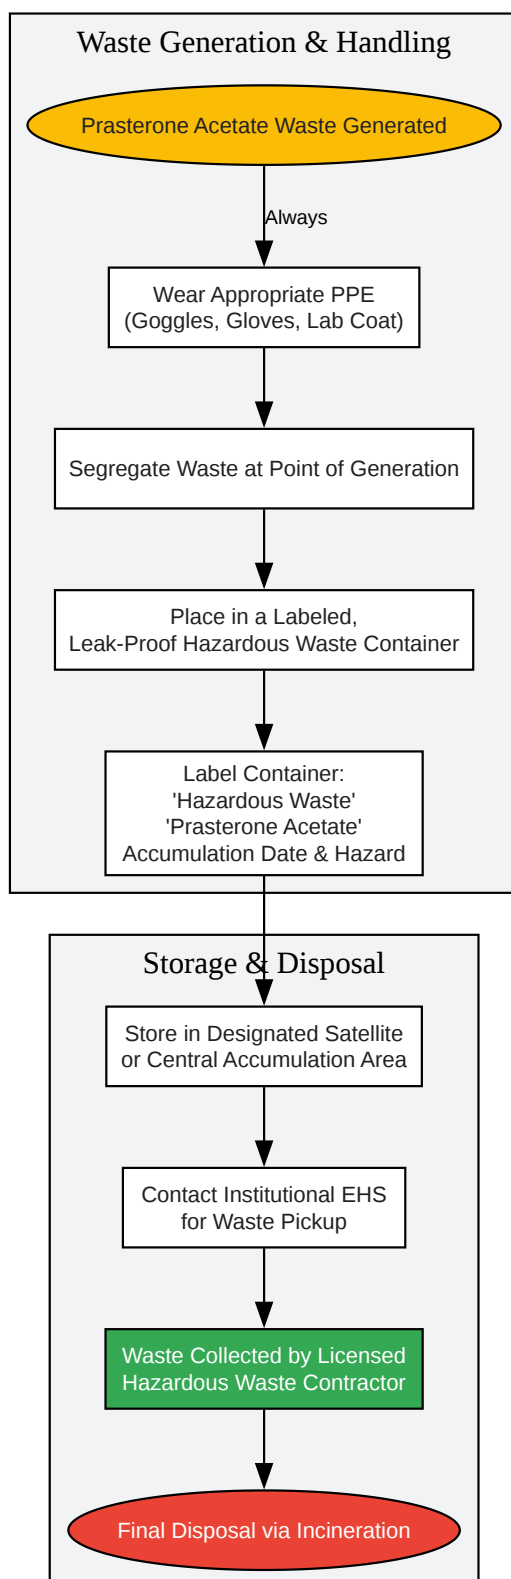 Waste Generation & Handling
Prasterone Acetate Waste Generated
Always
Wear Appropriate PPE
(Goggles, Gloves, Lab Coat)
Segregate Waste at Point of Generation
Place in a Labeled,
Leak-Proof Hazardous Waste Container
Label Container:
'Hazardous Waste'
'Prasterone Acetate'
Accumulation Date & Hazard
Storage & Disposal
Store in Designated Satellite
or Central Accumulation Area
Contact Institutional EHS
for Waste Pickup
Waste Collected by Licensed
Hazardous Waste Contractor
Final Disposal via Incineration